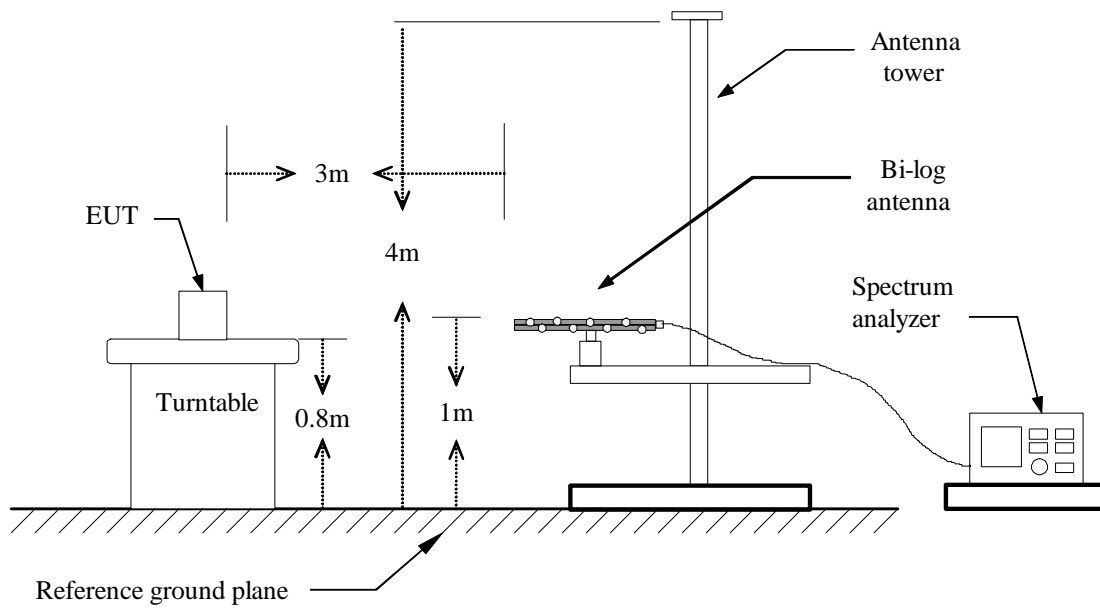 Antenna
tower
3m
Bi-log
antenna
EUT
4m
Spectrum
analyzer
Turntable
0.8m
1m
Reference ground plane